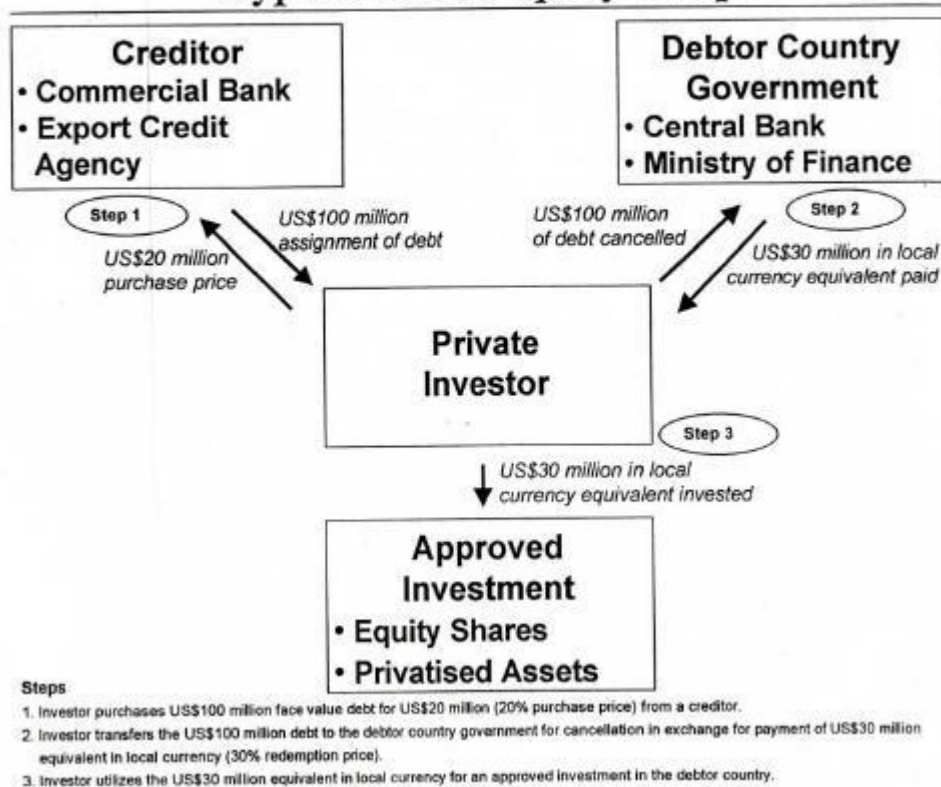 Creditor
• Commercial Bank
• Export Credit
Agency
Debtor Country
Government
• Central Bank
• Ministry of Finance
Step 1
US$100 million
assignment of debt
US$20 million
purchase price
US$100 million
of debt cancelled
Step 2
US$30 million in local
currency equivalent paid
Private
Investor
Step 3
US$30 million in local
currency equivalent invested
Approved
Investment
• Equity Shares
• Privatised Assets
Steps
1. Investor purchases US$100 million face value debt for US$20 million (20% purchase price) from a creditor.
2. Investor transfers the US$100 million debt to the debtor country government for cancellation in exchange for payment of US$30 million
equivalent in local currency (30% redemption price).
3. Investor utilizes the US$30 million equivalent in local currency for an approved investment in the debtor country.